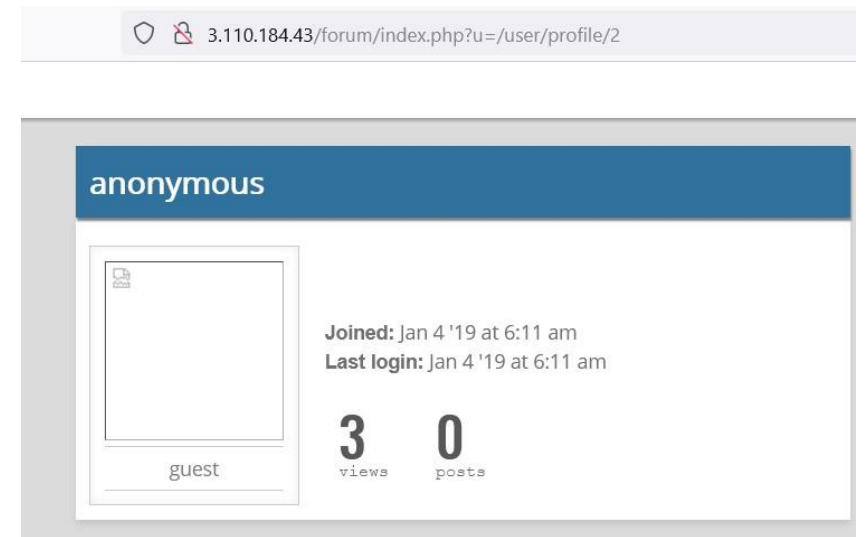 3.110.184.43/forum/index.php?u=/user/profile/2
anonymous
Joined: Jan 4 '19 at 6:11 am
Last login: Jan 4 '19 at 6:11 am
3 0
views posts
guest